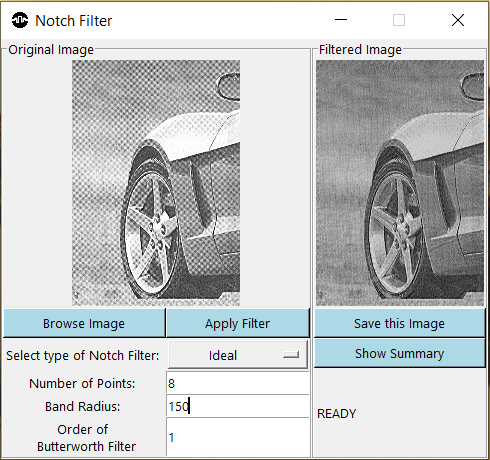 Notch Filter
Original Image
Filtered Image
Browse Image
Apply Filter
Save this Image
Select type of Notch Filter:
Ideal
Show Summary
Number of Points:
8
Band Radius:
150
READY
Order of
Butterworth Filter
1